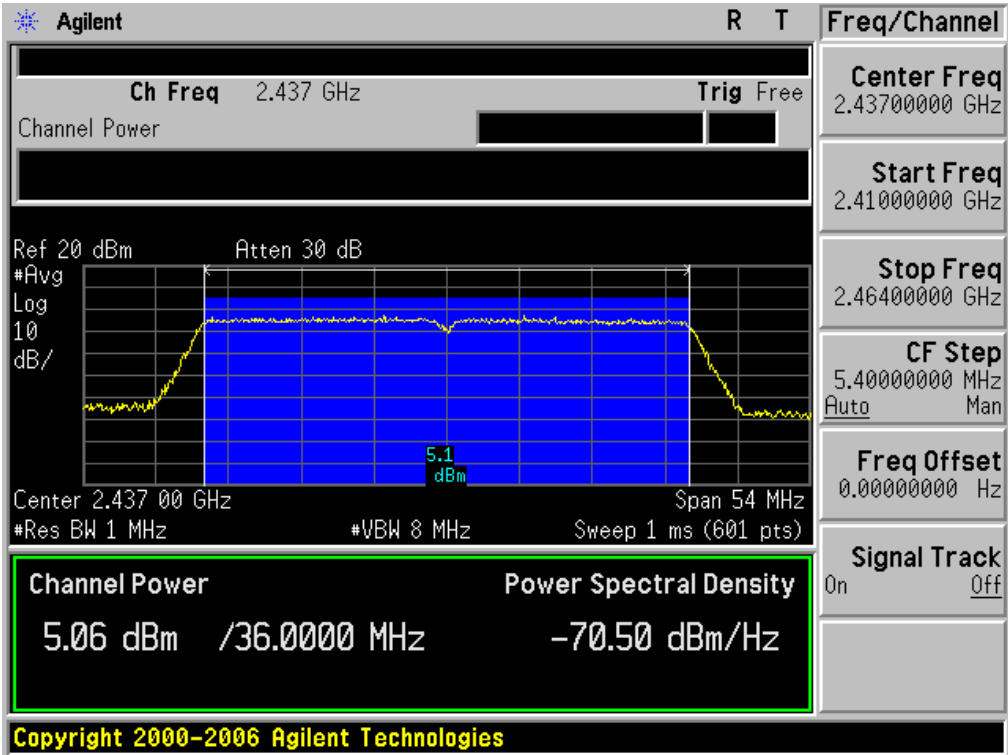 Agilent R T
Ch Freq 2.437 GHz Trig Free
Channel Power
Ref 20 dBm Atten 30 dB
#Avg
Log
10
dB/
5.1
dBm
Center 2.437 00 GHz Span 54 MHz
#Res BW 1 MHz #VBW 8 MHz Sweep 1 ms (601 pts)
Channel Power Power Spectral Density
5.06 dBm /36.0000 MHz -70.50 dBm/Hz
Copyright 2000-2006 Agilent Technologies
Freq/Channel
Center Freq
2.43700000 GHz
Start Freq
2.41000000 GHz
Stop Freq
2.46400000 GHz
CF Step
5.40000000 MHz
Auto Man
Freq Offset
0.00000000 Hz
Signal Track
On Off